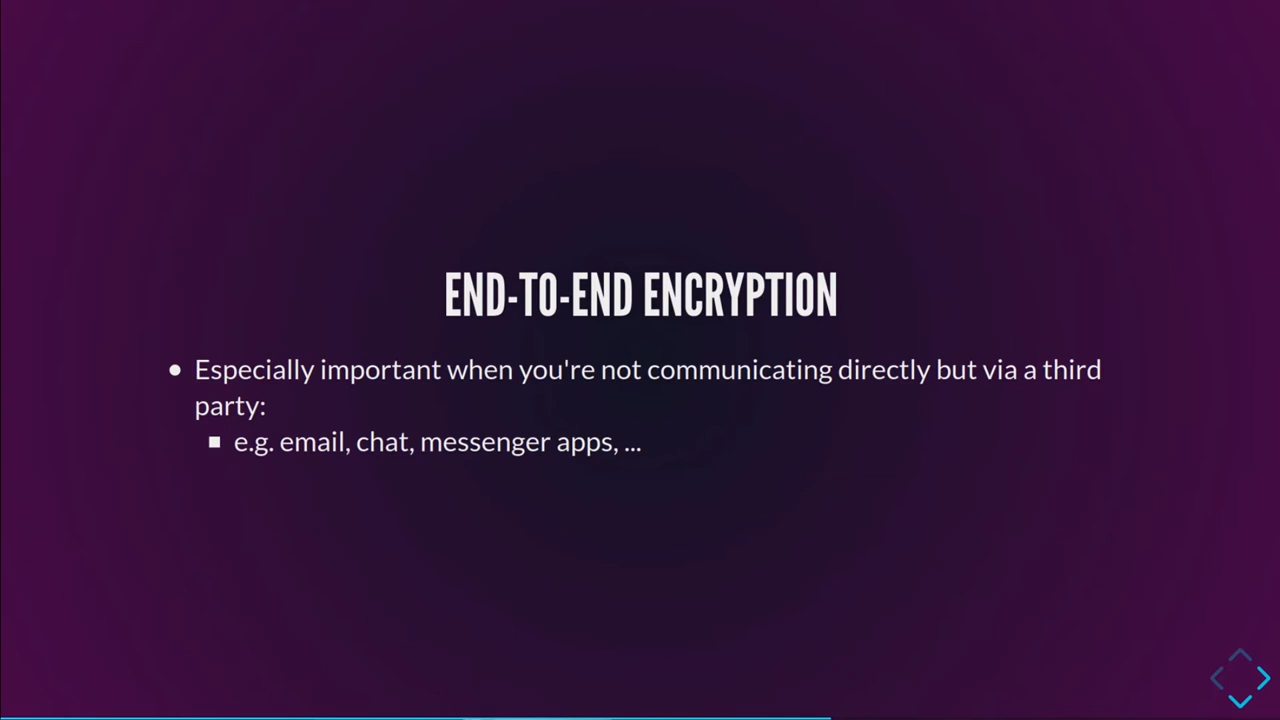 END-TO-END ENCRYPTION
• Especially important when you're not communicating directly but via a third
party:
▪ e.g. email, chat, messenger apps, ...